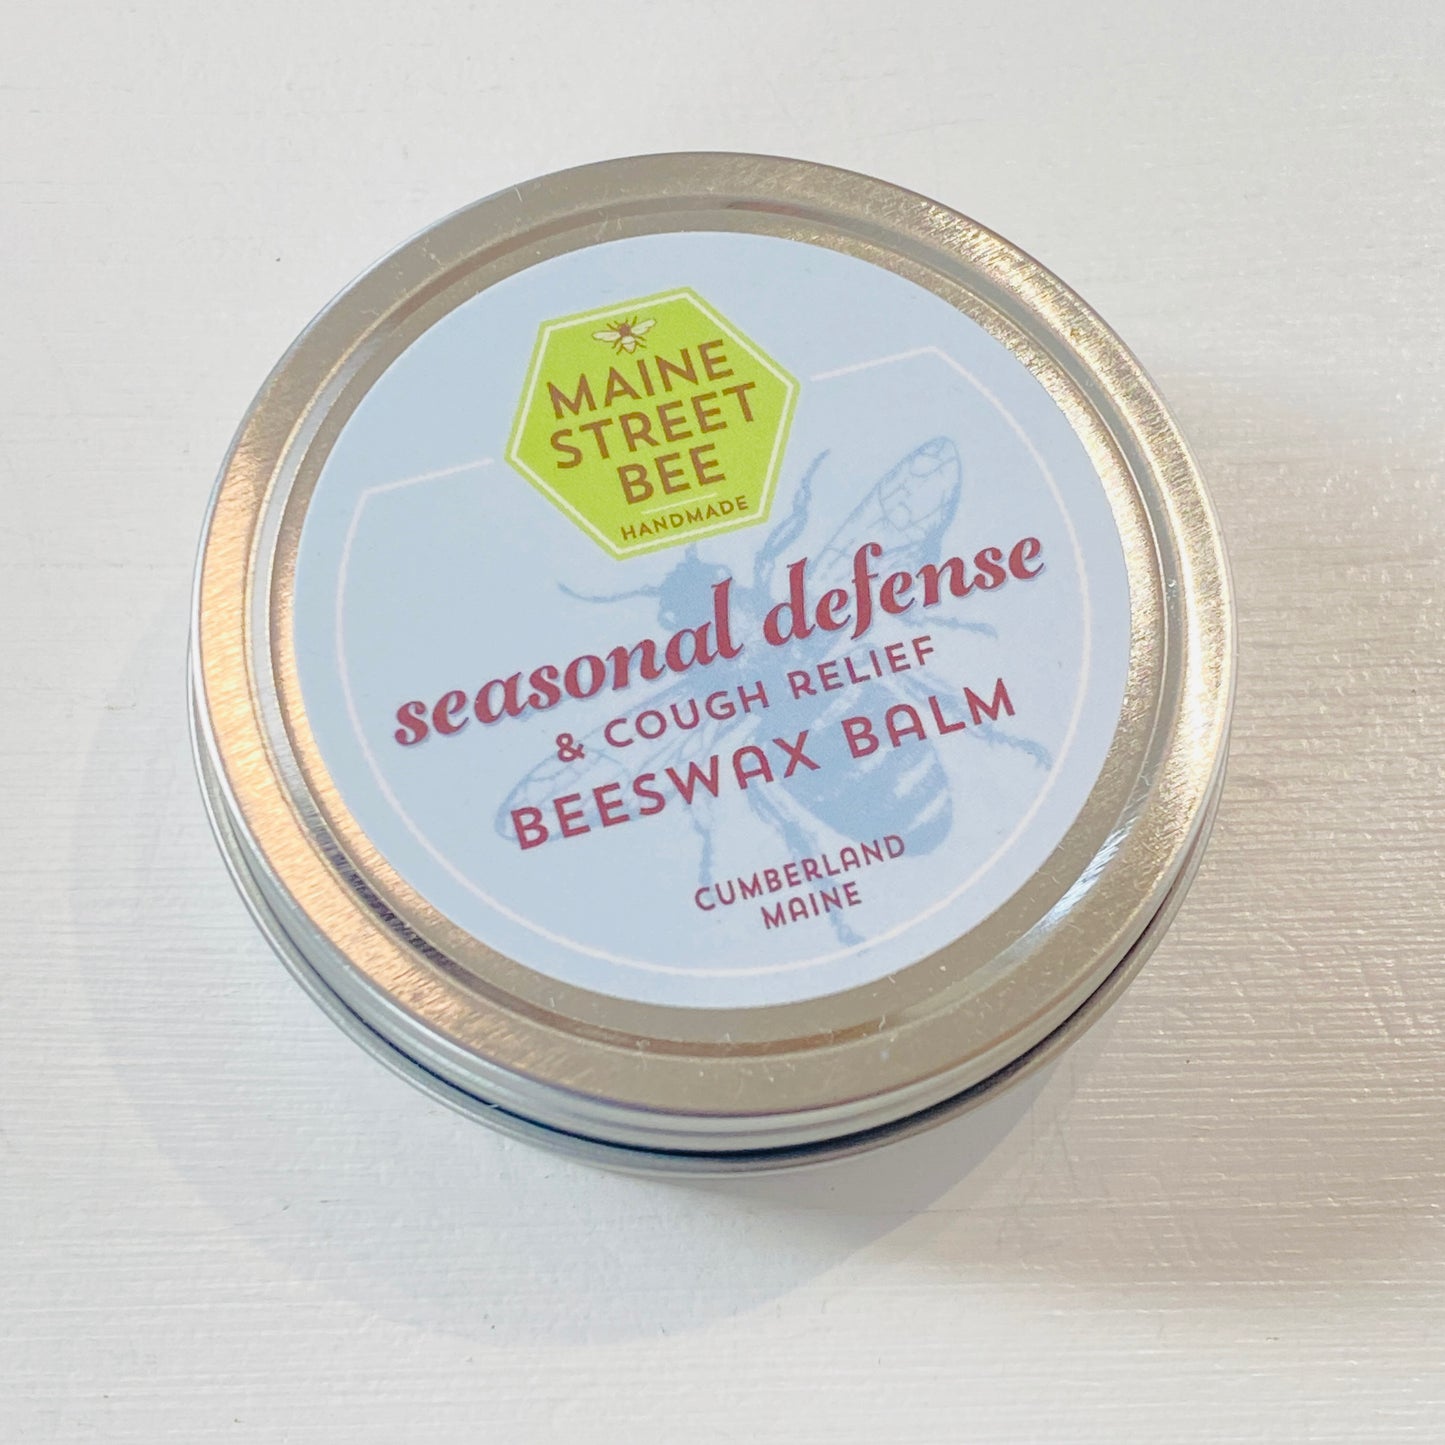 MAINE
STREET
BEE
HANDMADE
seasonal defense
& COUGH RELIEF
BEESWAX BALM
CUMBERLAND
MAINE